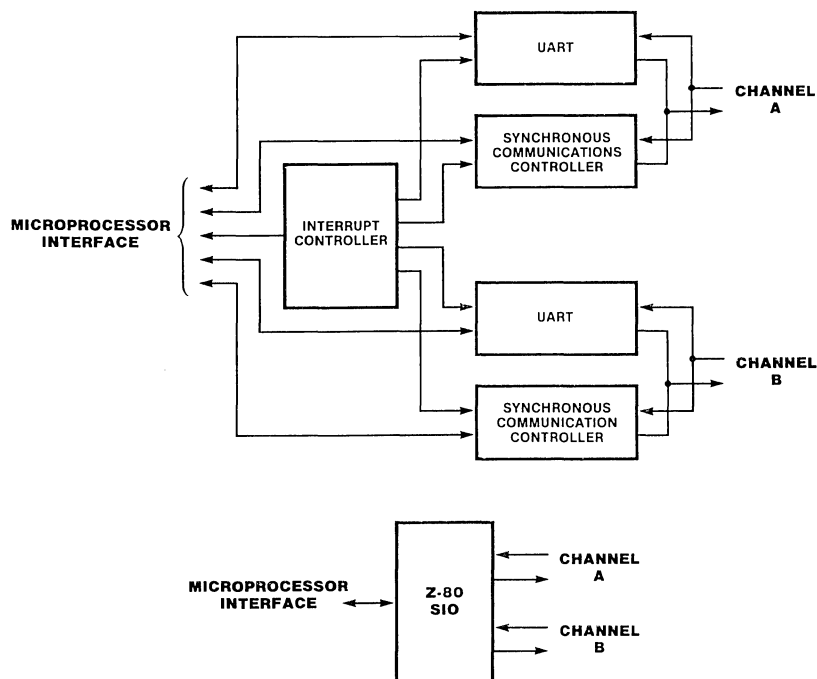 UART
CHANNEL
A
SYNCHRONOUS
COMMUNICATIONS
CONTROLLER
MICROPROCESSOR
INTERFACE
INTERRUPT
CONTROLLER
UART
CHANNEL
B
SYNCHRONOUS
COMMUNICATION
CONTROLLER
MICROPROCESSOR
INTERFACE
Z-80
SIO
CHANNEL
A
CHANNEL
B